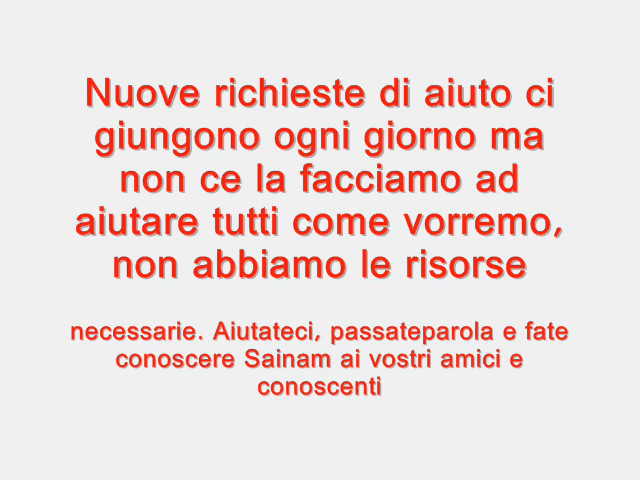 Nuove richieste di aiuto ci
giungono ogni giorno ma
non ce la facciamo ad
aiutare tutti come vorremo,
non abbiamo le risorse
necessarie. Aiutateci, passateparola e fate
conoscere Sainam ai vostri amici e
conoscenti